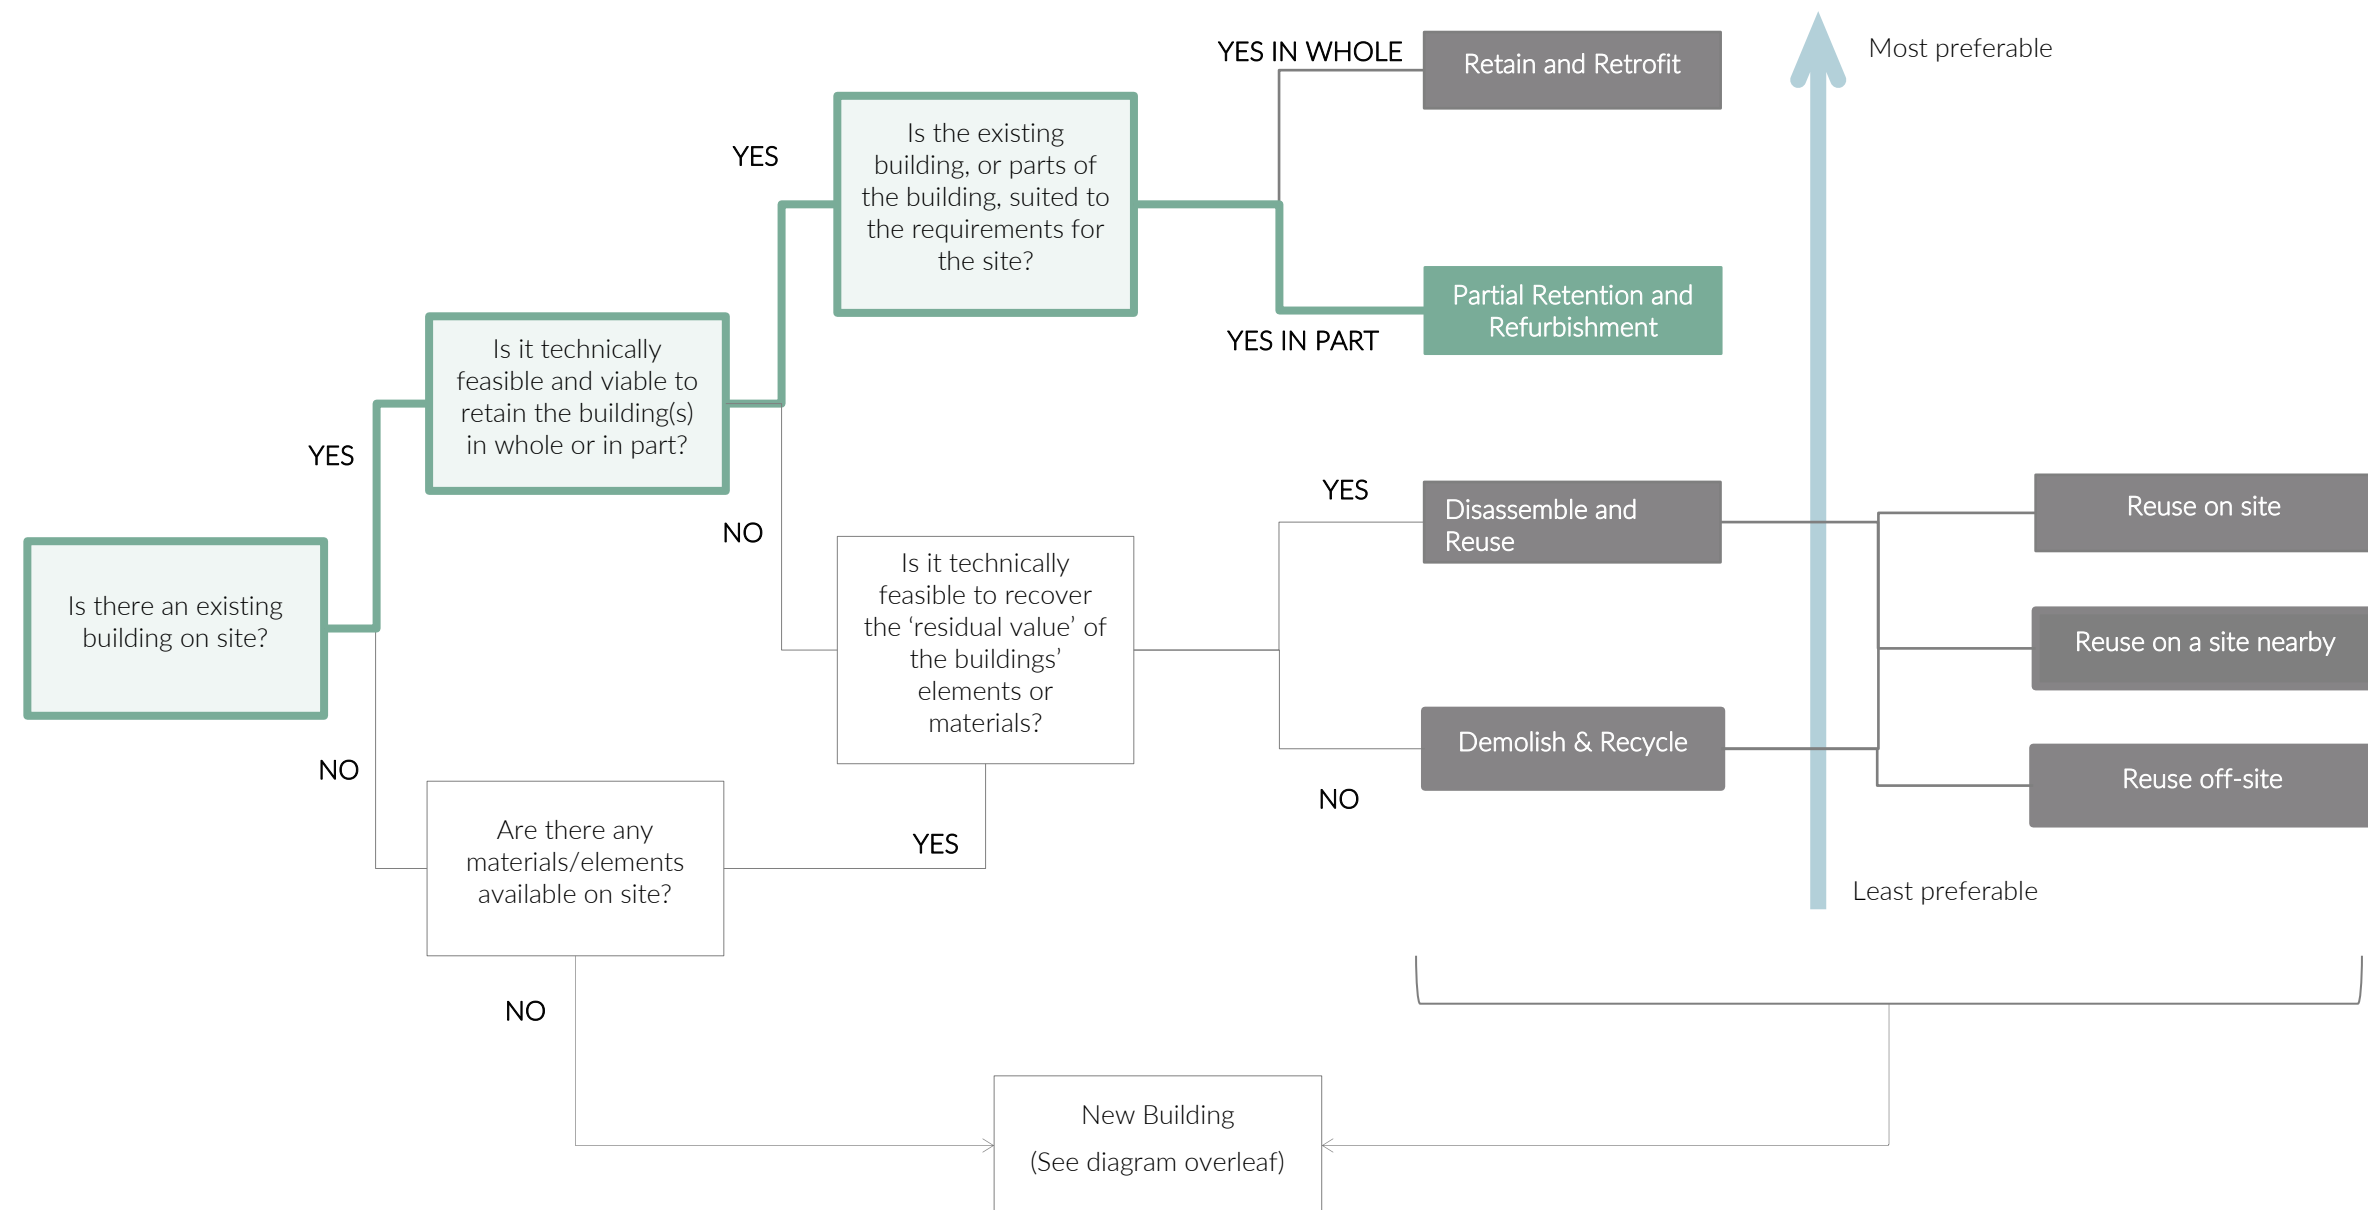 YES IN WHOLE
Retain and Retrofit
Most preferable
YES
Is the existing
building, or parts of
the building, suited to
the requirements for
the site?
Partial Retention and
Refurbishment
YES IN PART
Is it technically
feasible and viable to
retain the building(s)
in whole or in part?
YES
NO
YES
Disassemble and
Reuse
Reuse on site
Is there an existing
building on site?
Is it technically
feasible to recover
the ‘residual value’ of
the buildings’
elements or
materials?
Reuse on a site nearby
Demolish & Recycle
NO
Reuse off-site
NO
Are there any
materials/elements
available on site?
YES
Least preferable
NO
New Building
(See diagram overleaf)